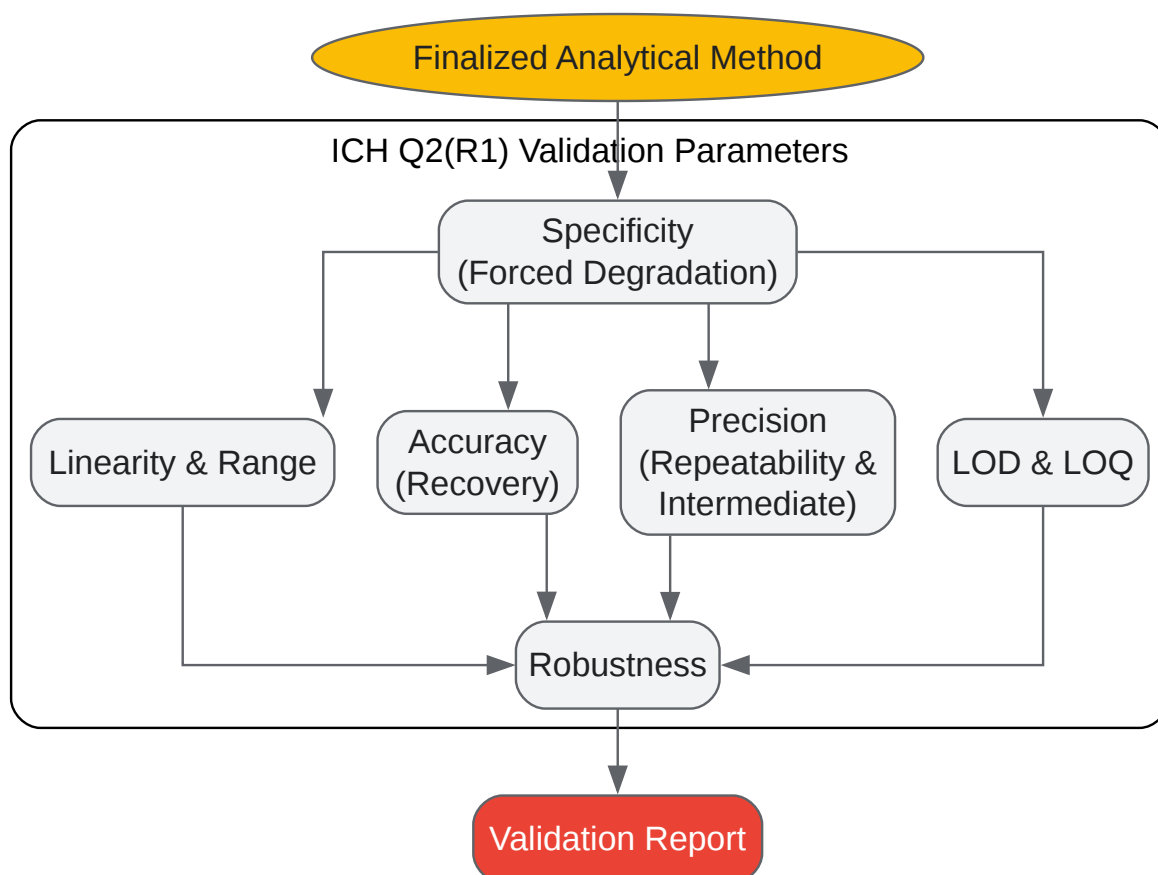 Finalized Analytical Method
ICH Q2(R1) Validation Parameters
Specificity
(Forced Degradation)
Linearity & Range
Accuracy
(Recovery)
Precision
(Repeatability &
Intermediate)
LOD & LOQ
Robustness
Validation Report